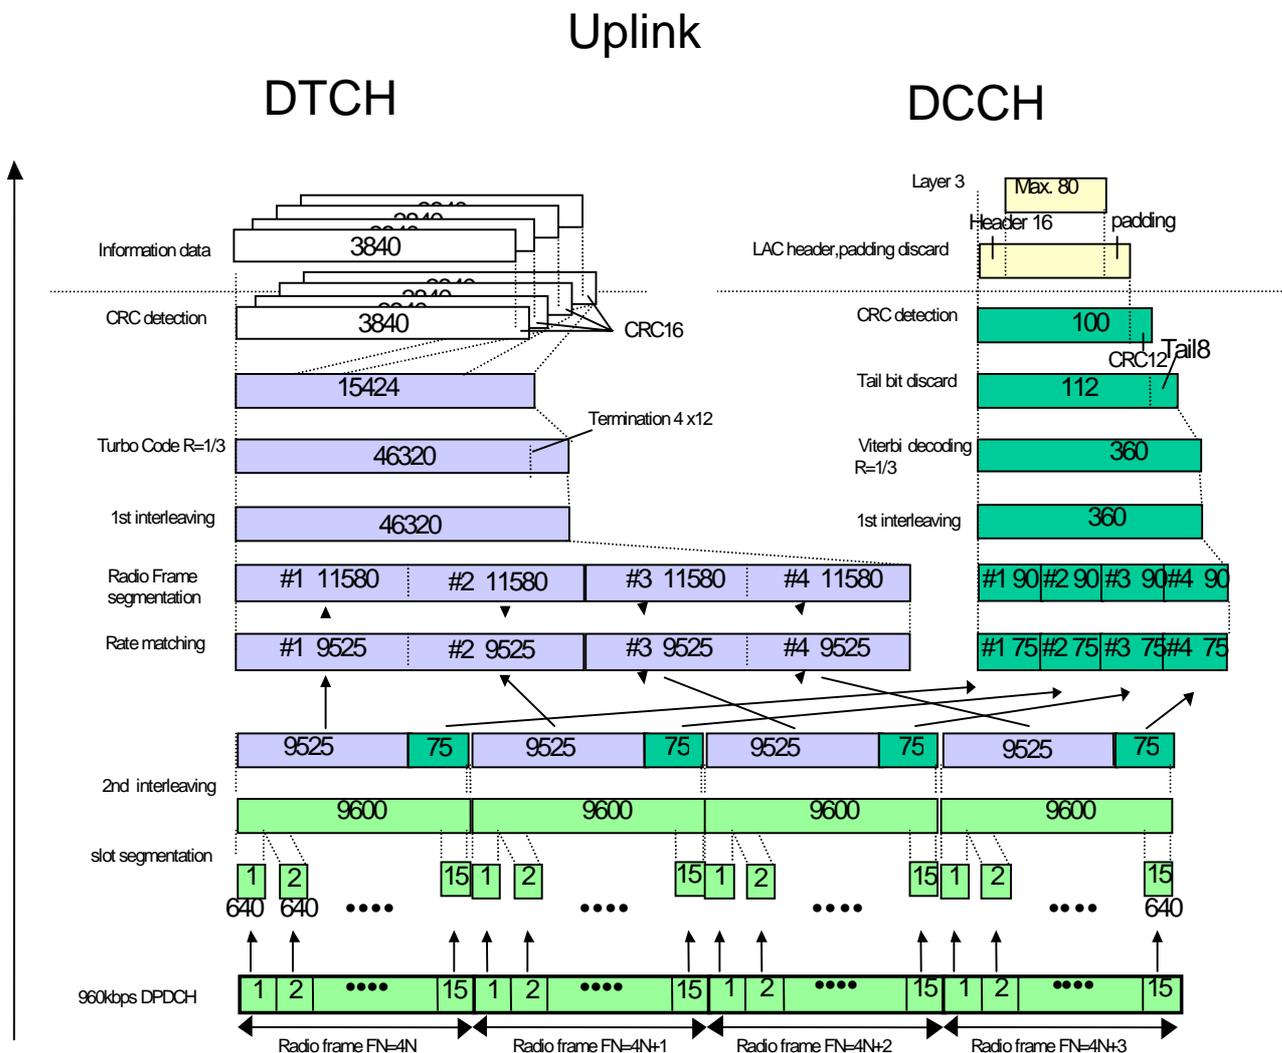 Uplink
DTCH
DCCH
Layer 3
Max. 80
Header 16
padding
Information data
3840
LAC header,padding discard
CRC detection
3840
CRC16
CRC detection
100
CRC12
Tail8
15424
Tail bit discard
112
Termination 4 x12
Turbo Code R=1/3
46320
Viterbi decoding
R=1/3
360
1st interleaving
46320
1st interleaving
360
Radio Frame
segmentation
#1 11580 #2 11580 #3 11580 #4 11580
#1 90 #2 90 #3 90 #4 90
Rate matching
#1 9525 #2 9525 #3 9525 #4 9525
#1 75 #2 75 #3 75 #4 75
9525 75 9525 75 9525 75 9525 75
2nd interleaving
9600 9600 9600 9600
slot segmentation
1 2 15 1 2 15 1 2 15 1 2 15
640 640 •••• •••• •••• •••• 640
960kbps DPDCH
1 2 •••• 15 1 2 •••• 15 1 2 •••• 15 1 2 •••• 15
Radio frame FN=4N Radio frame FN=4N+1 Radio frame FN=4N+2 Radio frame FN=4N+3